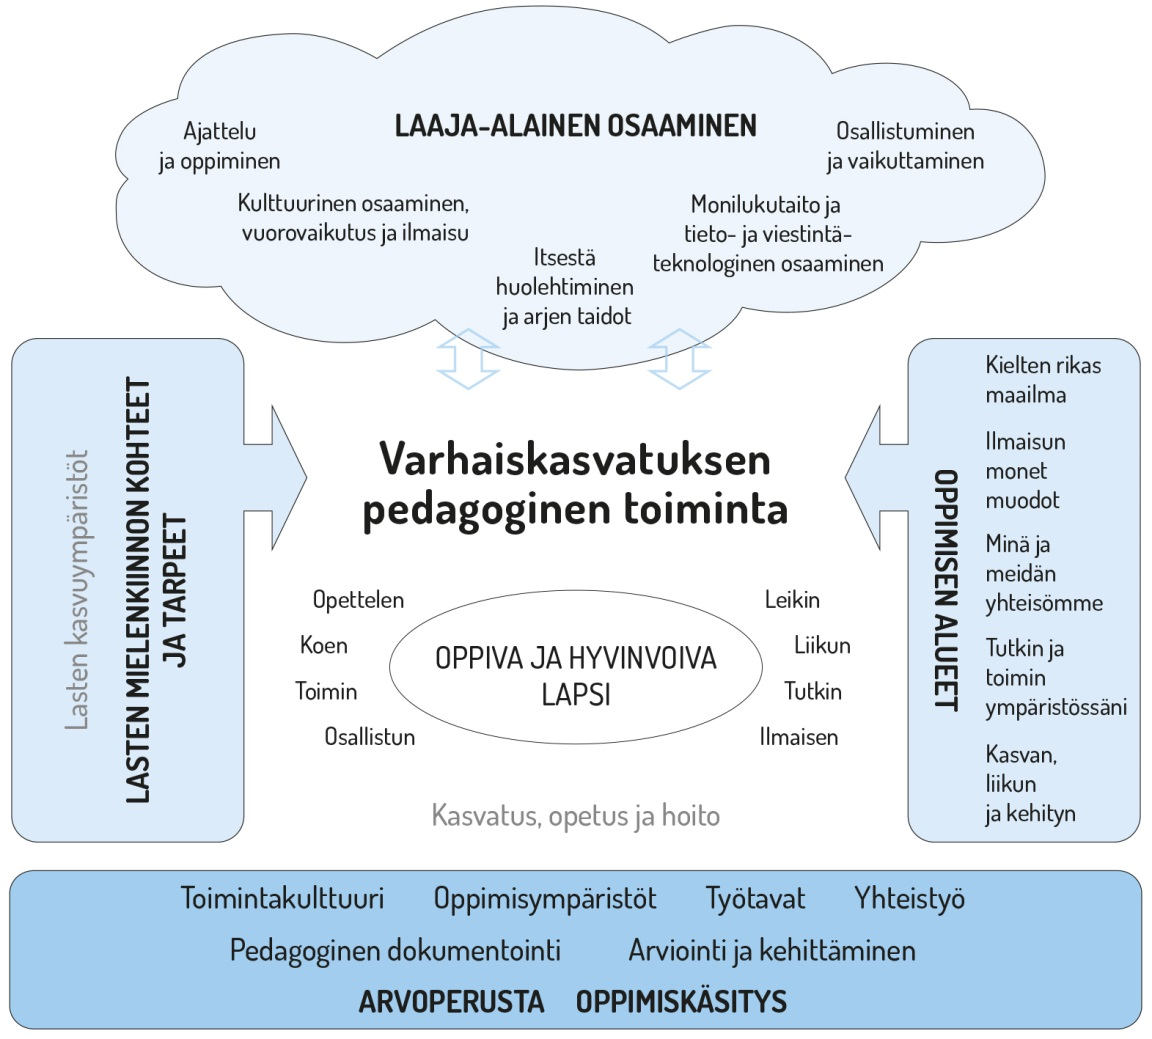 LAAJA-ALAINEN OSAAMINEN
Ajattelu
ja oppiminen
Kulttuurinen osaaminen,
vuorovaikutus ja ilmaisu
Itsestä
huolehtiminen
ja arjen taidot
Monilukutaito ja
tieto- ja viestintä-
teknologinen osaaminen
Osallistuminen
ja vaikuttaminen
Lasten kasvuympäristöt
LASTEN MIELENKIINNON KOHTEET
JA TARPEET
Varhaiskasvatuksen
pedagoginen toiminta
Opettelen
Koen
Toimin
Osallistun
OPPIVA JA HYVINVOIVA
LAPSI
Leikin
Liikun
Tutkin
Ilmaisen
Kasvatus, opetus ja hoito
OPPIMISEN ALUEET
Kielten rikas
maailma
Ilmaisun
monet
muodot
Minä ja
meidän
yhteisömme
Tutkin ja
toimin
ympäristössäni
Kasvan,
liikun
ja kehityn
Toimintakulttuuri Oppimisympäristöt Työtavat Yhteistyö
Pedagoginen dokumentointi Arviointi ja kehittäminen
ARVOPERUSTA OPPIMISKÄSITYS